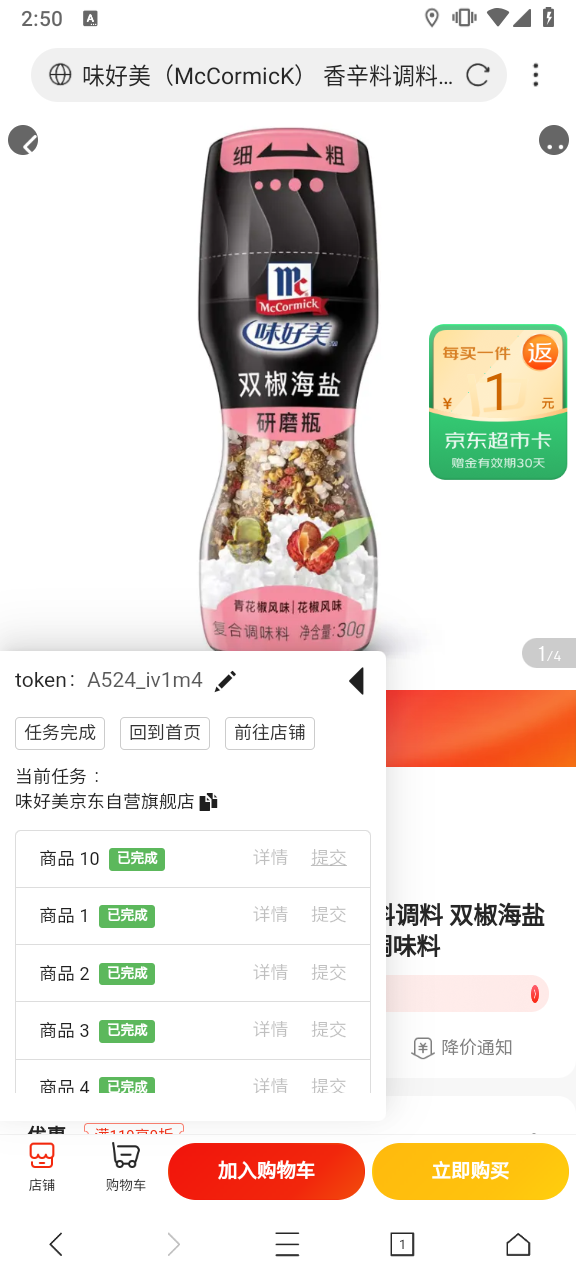 2:50
味好美（McCormicK） 香辛料调料…
细 粗
McCormick
味好美
双椒海盐
研磨瓶
青花椒风味 | 花椒风味
复合调味料 净含量:30g
每买一件 返
¥ 1 元
京东超市卡
赠金有效期30天
1/4
token： A524_iv1m4
任务完成 回到首页 前往店铺
当前任务：
味好美京东自营旗舰店
商品 10 已完成 详情 提交
商品 1 已完成 详情 提交
商品 2 已完成 详情 提交
商品 3 已完成 详情 提交
商品 4 已完成 详情 提交
料调料 双椒海盐
调味料
降价通知
优惠 满119享9折
店铺 购物车 加入购物车 立即购买
1